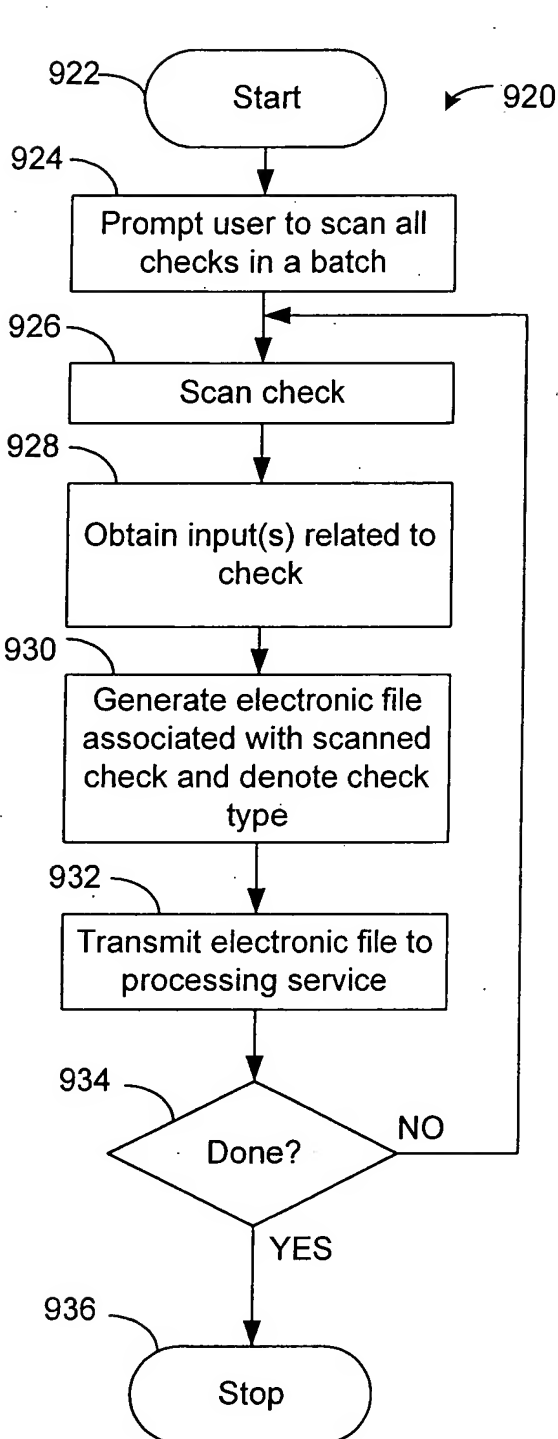 922
Start
920
924
Prompt user to scan all
checks in a batch
926
Scan check
928
Obtain input(s) related to
check
930
Generate electronic file
associated with scanned
check and denote check
type
932
Transmit electronic file to
processing service
934
Done?
NO
YES
936
Stop